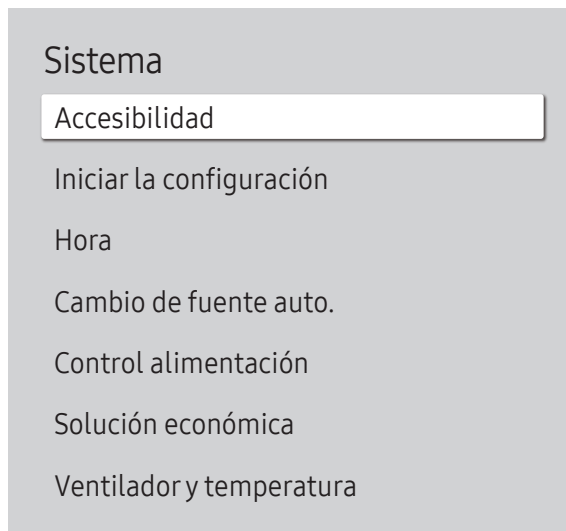 Sistema
Accesibilidad
Iniciar la configuración
Hora
Cambio de fuente auto.
Control alimentación
Solución económica
Ventilador y temperatura